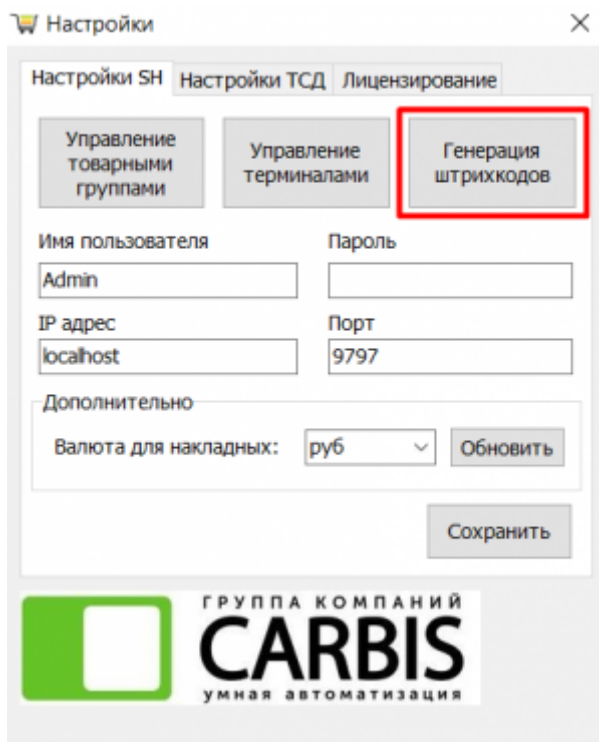 Настройки
Настройки SH Настройки ТСД Лицензирование
Управление
товарными
группами
Управление
терминалами
Генерация
штрихкодов
Имя пользователя Пароль
Admin
IP адрес Порт
localhost 9797
Дополнительно
Валюта для накладных: руб Обновить
Сохранить
ГРУППА КОМПАНИЙ
CARBIS
умная автоматизация